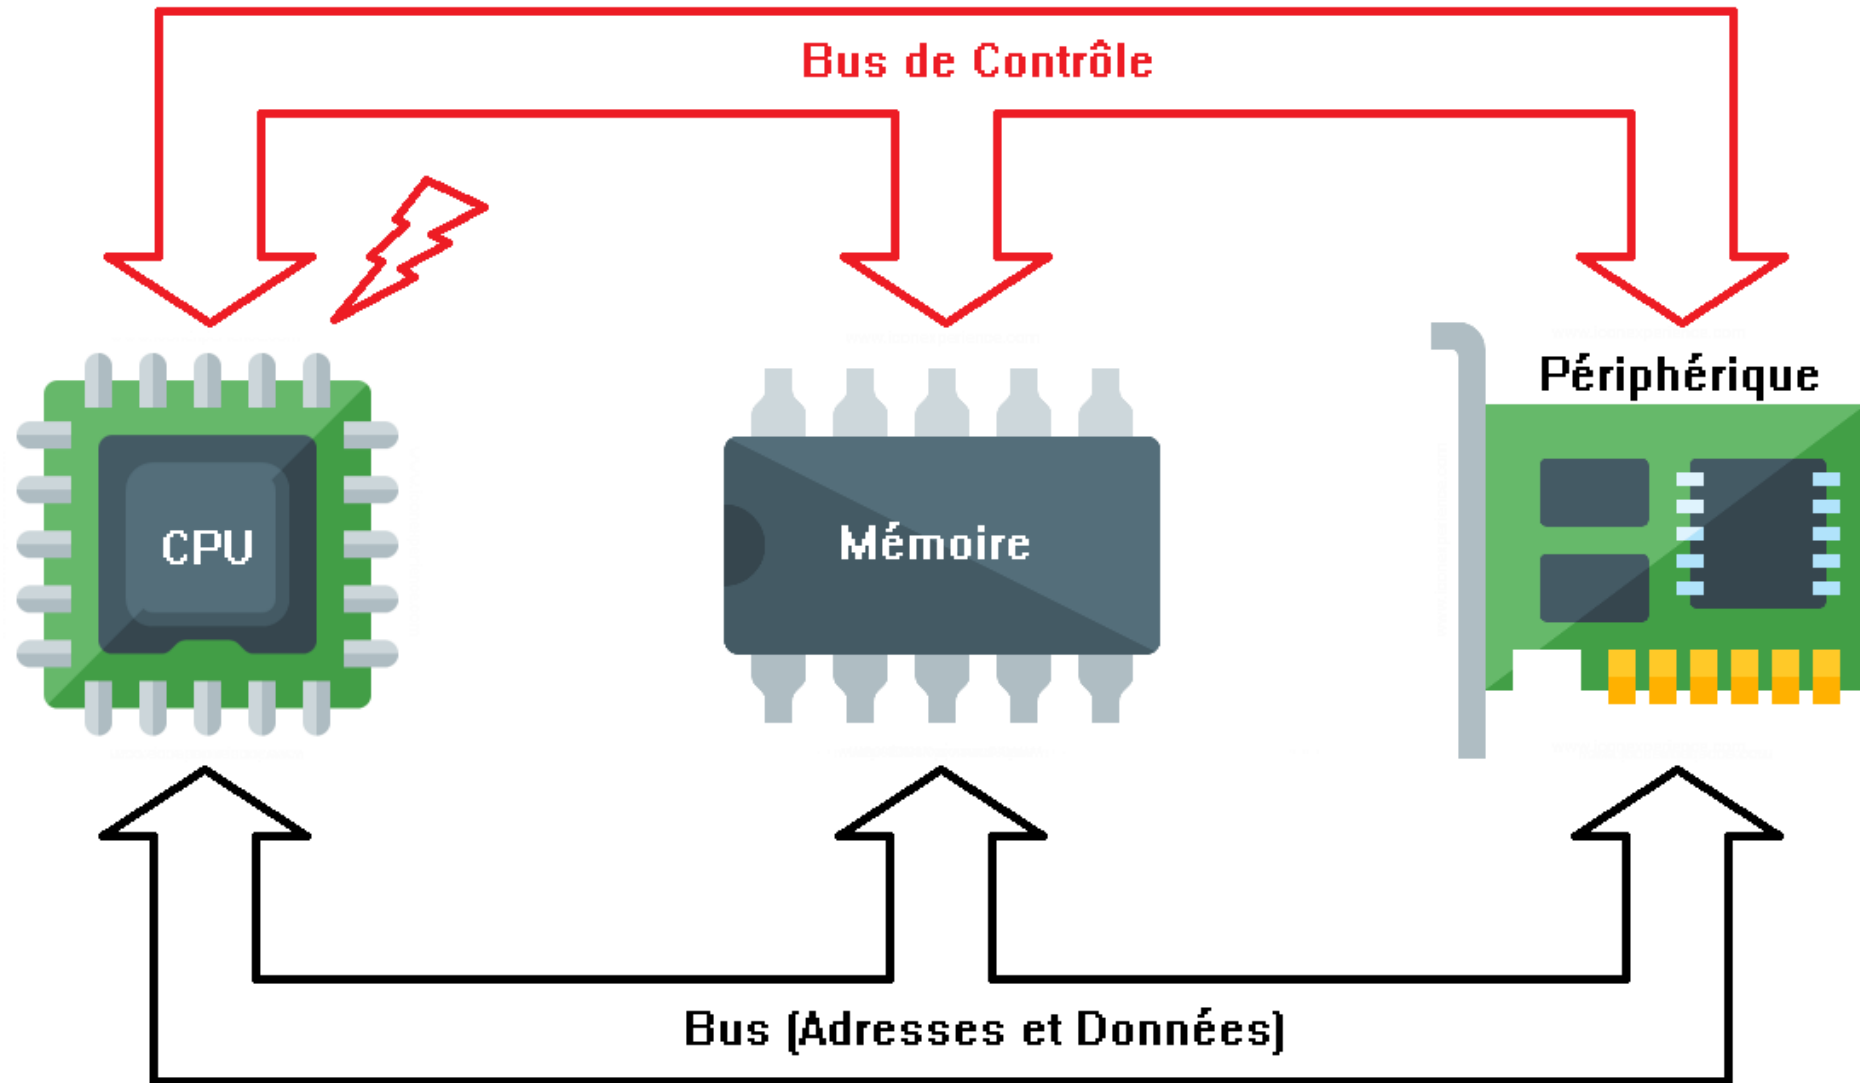 Bus de Contrôle
Périphérique
CPU
Mémoire
Bus (Adresses et Données)